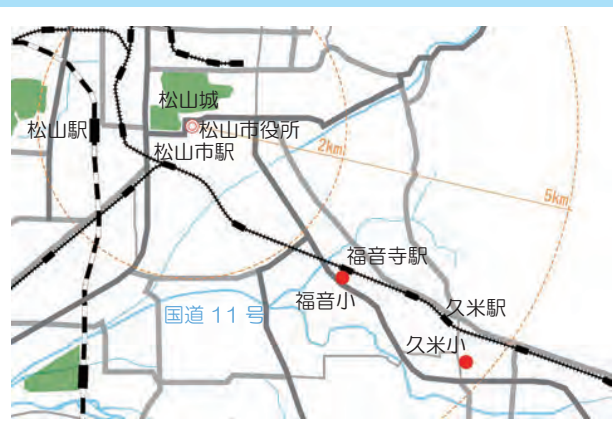 松山城
松山駅
松山市役所
松山市駅
2km
5km
福音寺駅
福音小
国道 11 号
久米駅
久米小